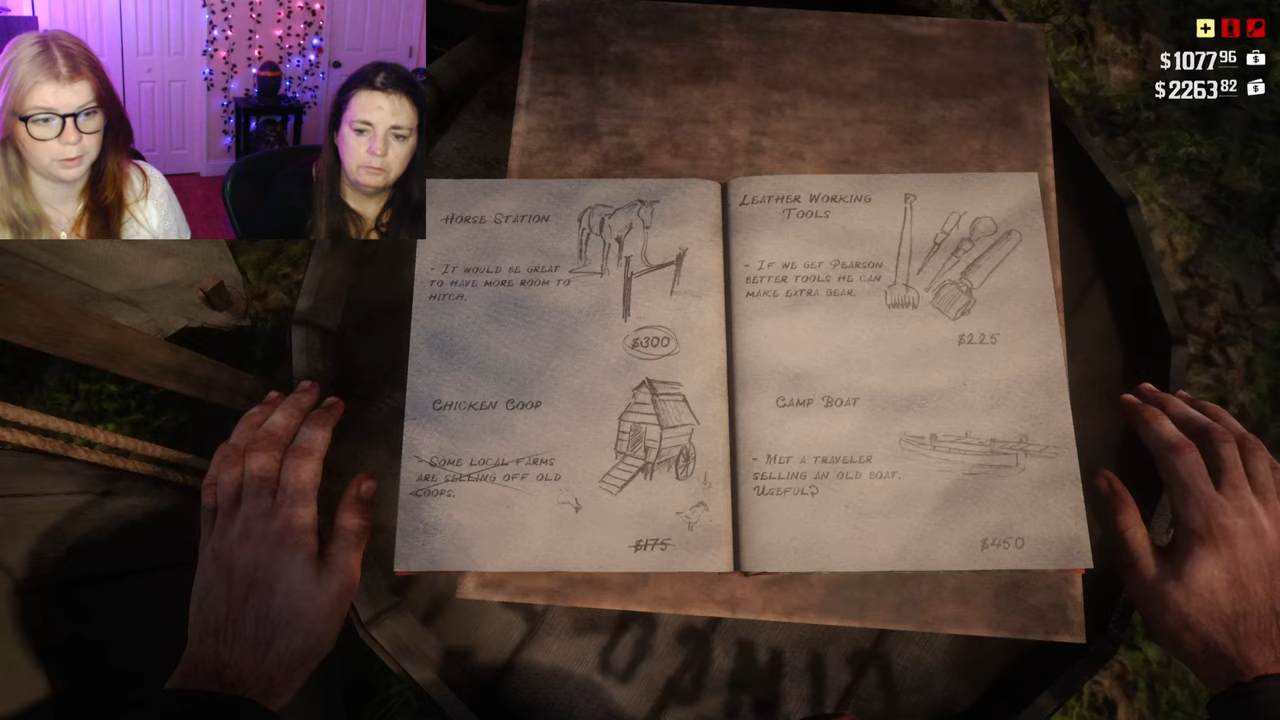 $1077 96
$2263 82
HORSE STATION
- IT WOULD BE GREAT
TO HAVE MORE ROOM TO
HITCH.
$300
CHICKEN COOP
- SOME LOCAL FARMS
ARE SELLING OFF OLD
COOPS.
$175
LEATHER WORKING
TOOLS
- IF WE GET PEARSON
BETTER TOOLS HE CAN
MAKE EXTRA GEAR.
$225
CAMP BOAT
- MET A TRAVELER
SELLING AN OLD BOAT.
USEFUL?
$450